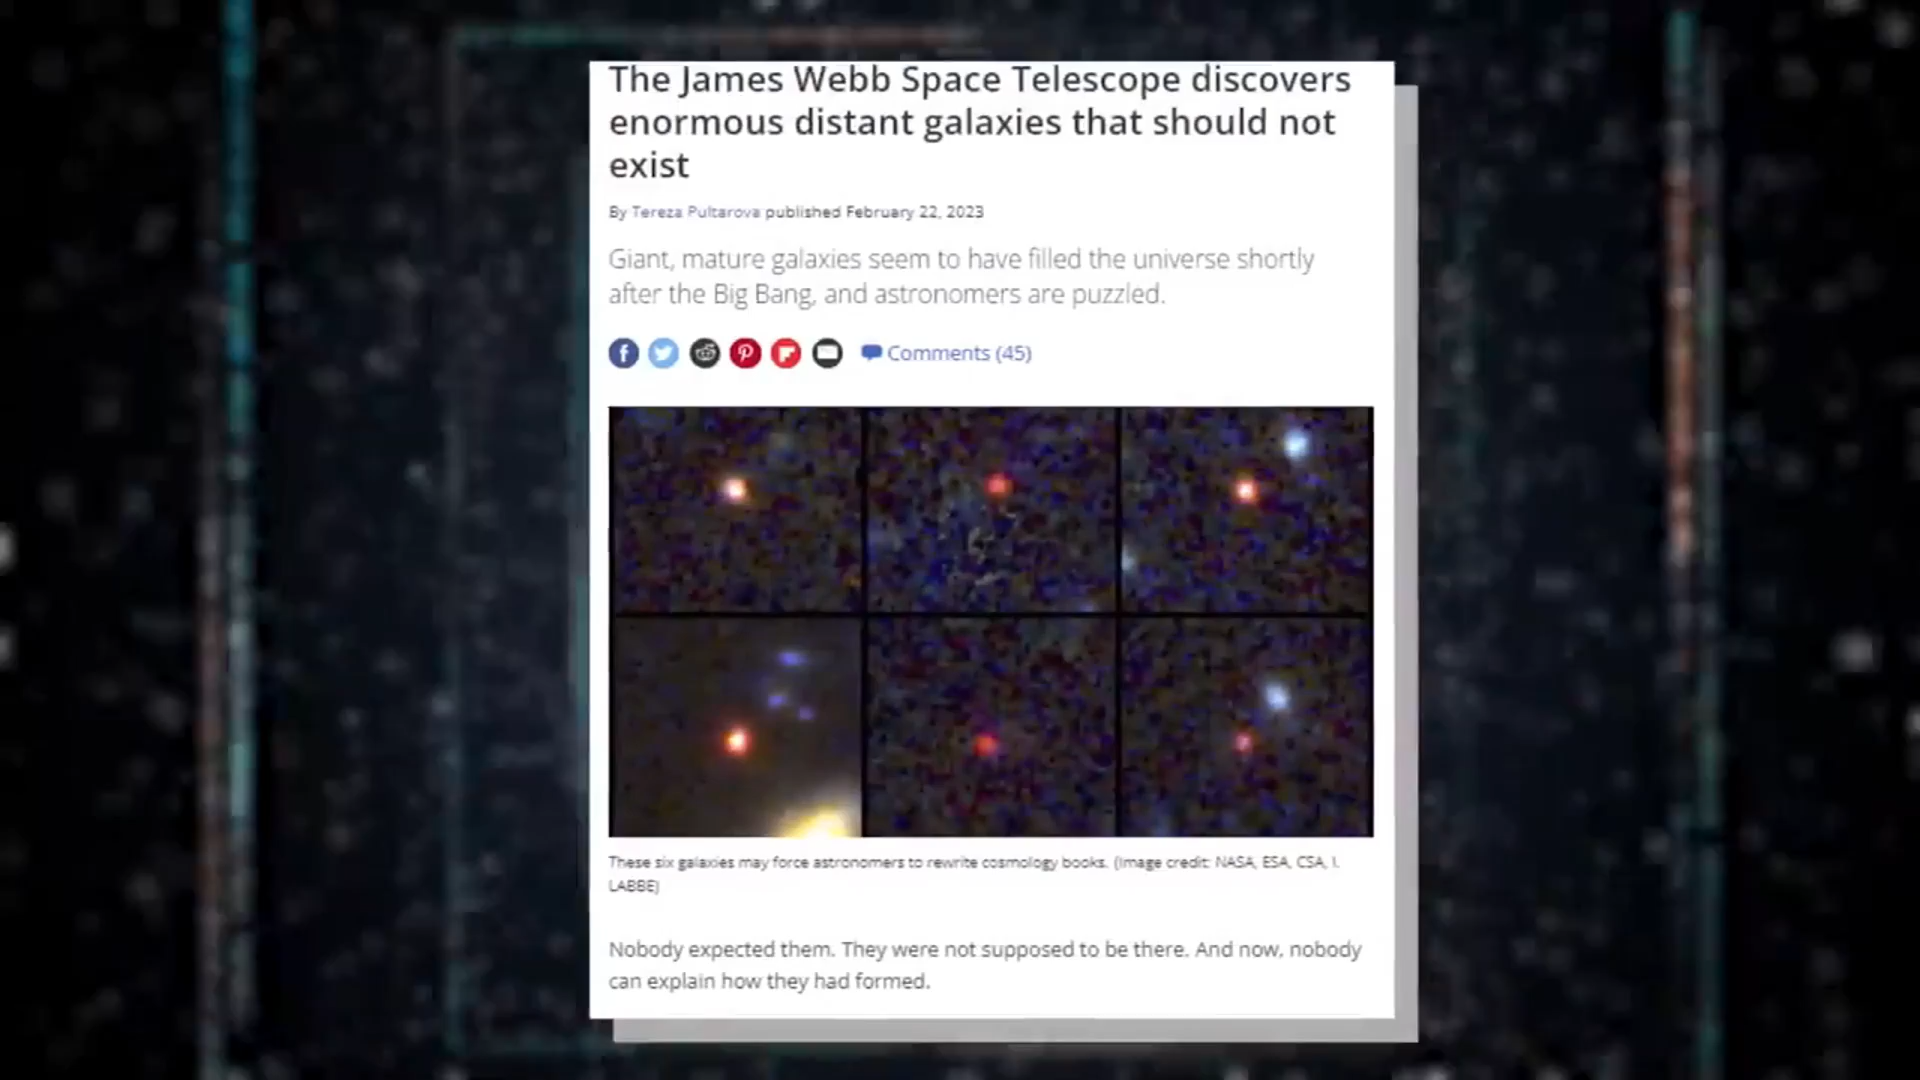 The James Webb Space Telescope discovers
enormous distant galaxies that should not
exist
By Tereza Pultarova published February 22, 2023
Giant, mature galaxies seem to have filled the universe shortly
after the Big Bang, and astronomers are puzzled.
Comments (45)
These six galaxies may force astronomers to rewrite cosmology books. (Image credit: NASA, ESA, CSA, I.
LABBE)
Nobody expected them. They were not supposed to be there. And now, nobody
can explain how they had formed.